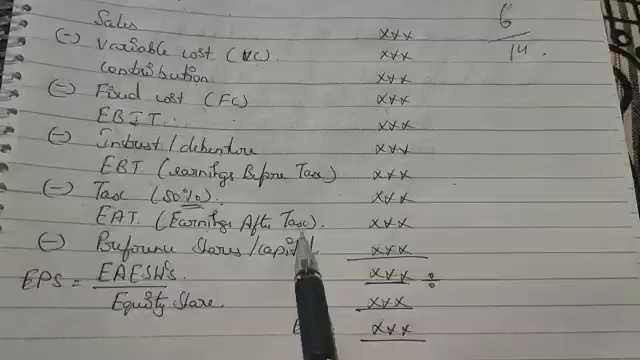 Sales xxx
(-) Variable cost (VC). xxx
contribution xxx
(-) Fixed cost (FC) xxx
EBIT. xxx
(-) Intrest/debenture xxx
EBT. (earnings Before Tax) xxx
(-) Tax (50%). xxx
EAT. (Earnings After Tax). xxx
(-) Prefrence Shares/capital xxx
EPS = EAESH's. xxx ÷
Equity Share xxx
xxx
6
14.